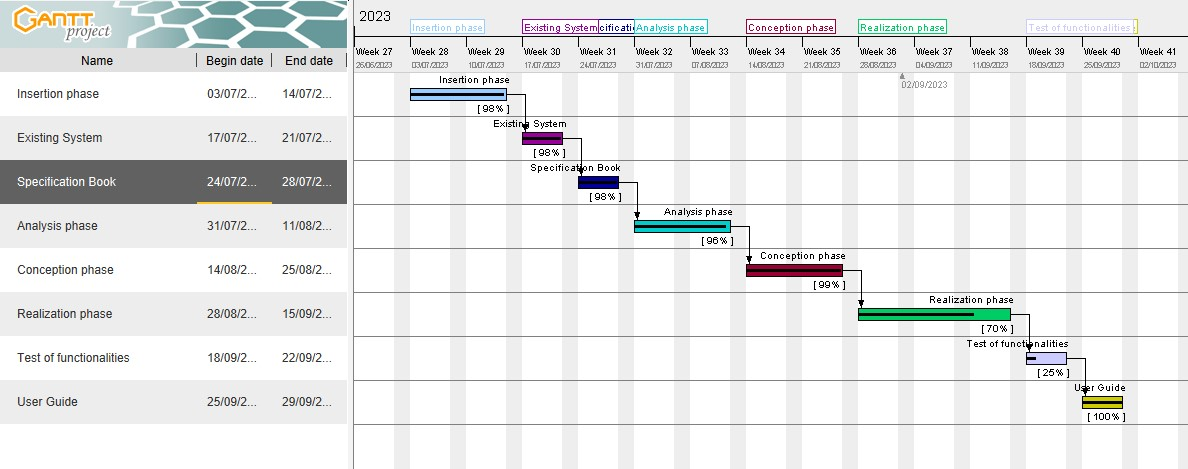 GANTT
project
Name Begin date End date
Insertion phase 03/07/2... 14/07/2...
Existing System 17/07/2... 21/07/2...
Specification Book 24/07/2... 28/07/2...
Analysis phase 31/07/2... 11/08/2...
Conception phase 14/08/2... 25/08/2...
Realization phase 28/08/2... 15/09/2...
Test of functionalities 18/09/2... 22/09/2...
User Guide 25/09/2... 29/09/2...
2023
Insertion phase Existing System cificati Analysis phase Conception phase Realization phase Test of functionalities
Week 27 Week 28 Week 29 Week 30 Week 31 Week 32 Week 33 Week 34 Week 35 Week 36 Week 37 Week 38 Week 39 Week 40 Week 41
26/06/2023 03/07/2023 10/07/2023 17/07/2023 24/07/2023 31/07/2023 07/08/2023 14/08/2023 21/08/2023 28/08/2023 04/09/2023 11/09/2023 18/09/2023 25/09/2023 02/10/2023
02/09/2023
Insertion phase
[ 98% ]
Existing System
[ 98% ]
Specification Book
[ 98% ]
Analysis phase
[ 96% ]
Conception phase
[ 99% ]
Realization phase
[ 70% ]
Test of functionalities
[ 25% ]
User Guide
[ 100% ]